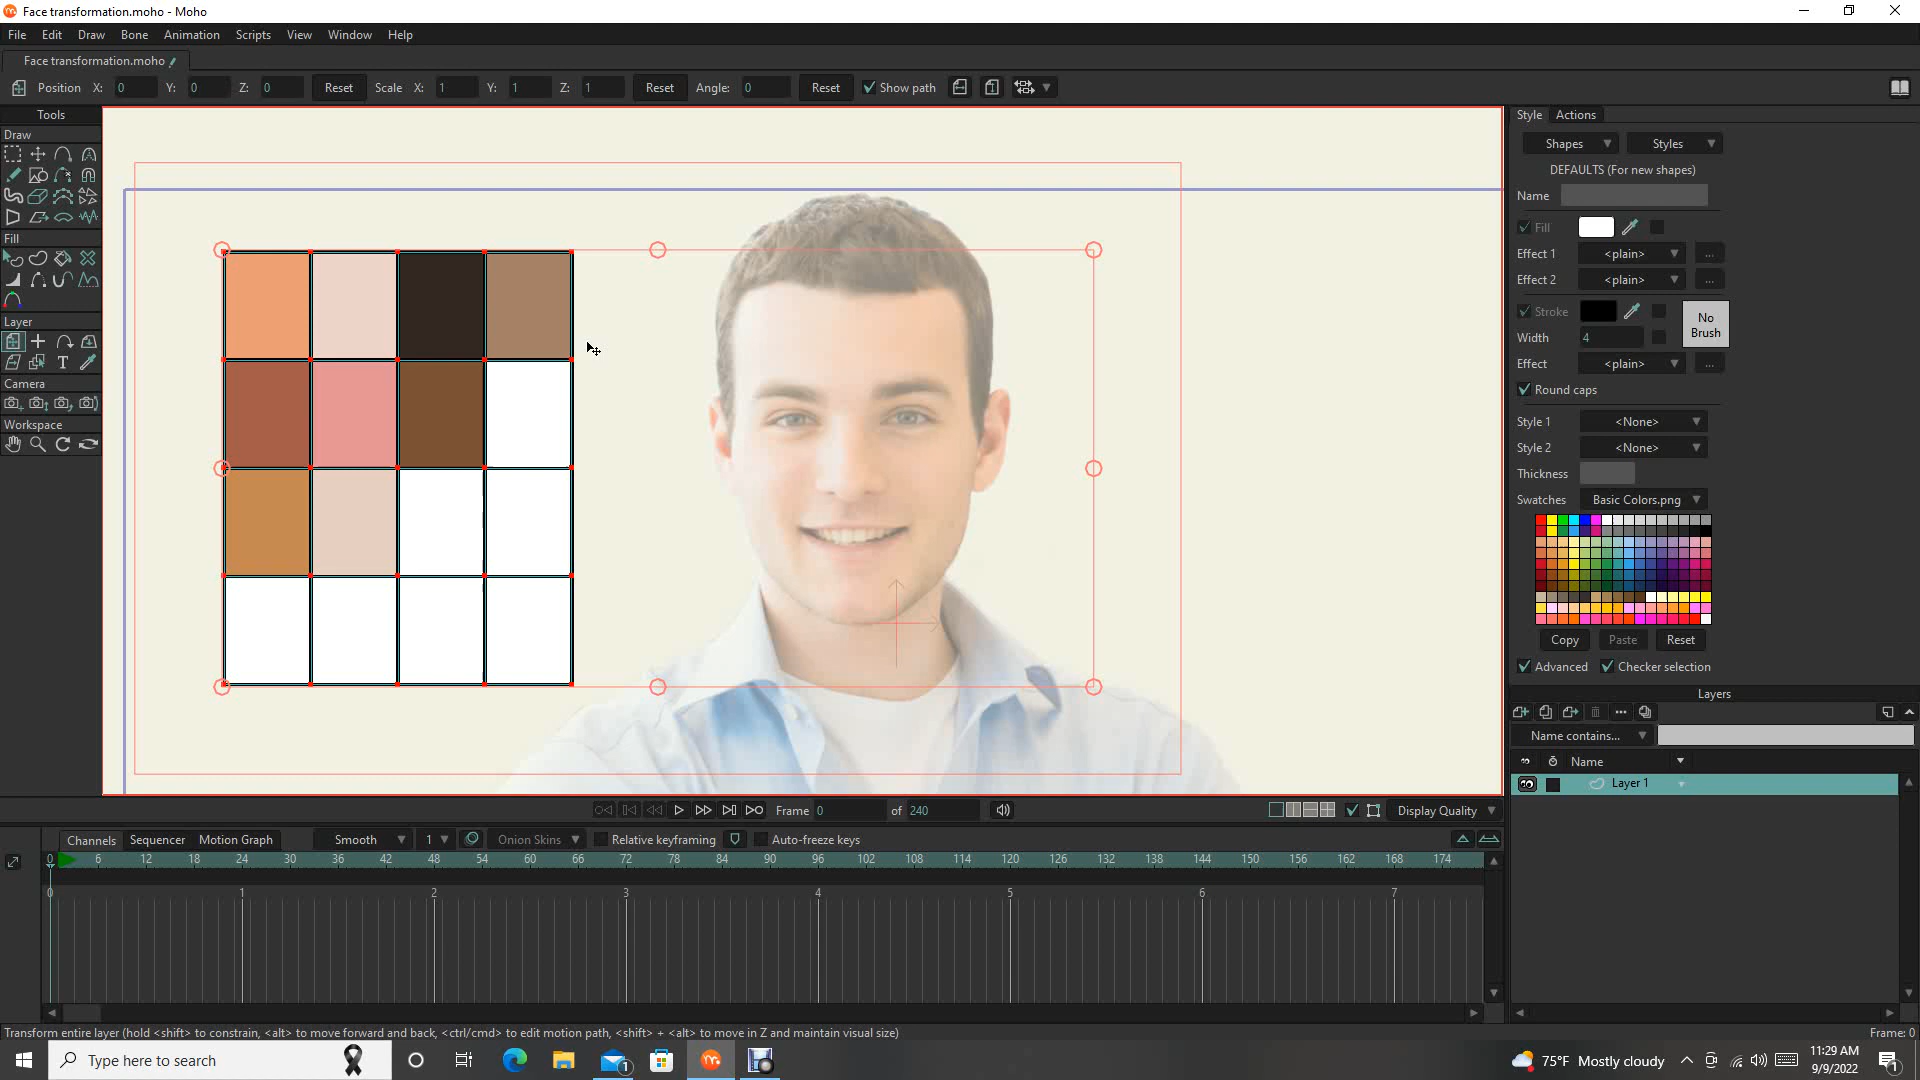 Face transformation.moho - Moho
File Edit Draw Bone Animation Scripts View Window Help
Face transformation.moho
Position X: 0 Y: 0 Z: 0 Reset Scale X: 1 Y: 1 Z: 1 Reset Angle: 0 Reset Show path
Tools
Draw
Fill
Layer
T
Camera
Workspace
Style Actions
Shapes Styles
DEFAULTS (For new shapes)
Name
Fill
Effect 1 <plain> ...
Effect 2 <plain> ...
Stroke
No Brush
Width 4
Effect <plain> ...
Round caps
Style 1 <None>
Style 2 <None>
Thickness
Swatches Basic Colors.png
Copy Paste Reset
Advanced Checker selection
Layers
Name contains...
Name
Layer 1
Frame 0 of 240 Display Quality
Channels Sequencer Motion Graph Smooth 1 Onion Skins Relative keyframing Auto-freeze keys
0 6 12 18 24 30 36 42 48 54 60 66 72 78 84 90 96 102 108 114 120 126 132 138 144 150 156 162 168 174
0 1 2 3 4 5 6 7
Transform entire layer (hold <shift> to constrain, <alt> to move forward and back, <ctrl/cmd> to edit motion path, <shift> + <alt> to move in Z and maintain visual size) Frame: 0
Type here to search 1 75°F Mostly cloudy 11:29 AM 1
9/9/2022